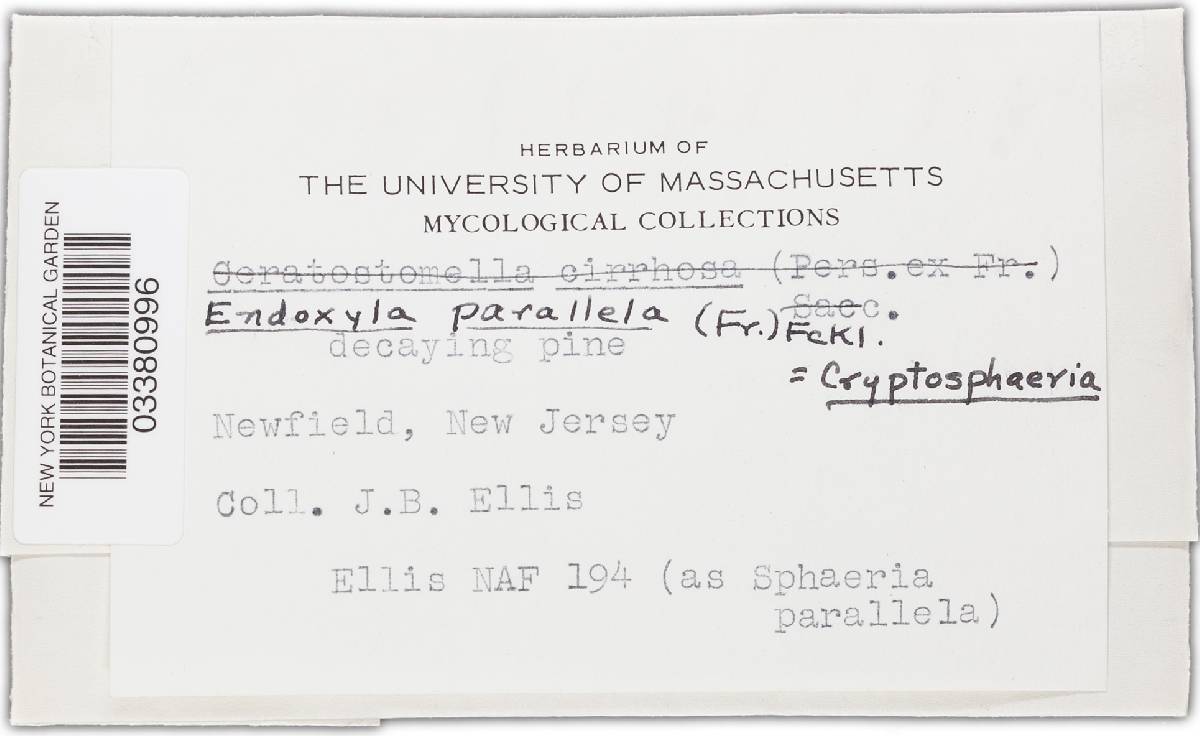 NEW YORK BOTANICAL GARDEN
03380996
HERBARIUM OF
THE UNIVERSITY OF MASSACHUSETTS
MYCOLOGICAL COLLECTIONS
Ceratostomella cirrhosa (Pers.ex Fr.)
Sacc.
Endoxyla parallela (Fr.) Fckl.
decaying pine
= Cryptosphaeria
Newfield, New Jersey
Coll. J.B. Ellis
Ellis NAF 194 (as Sphaeria
parallela)